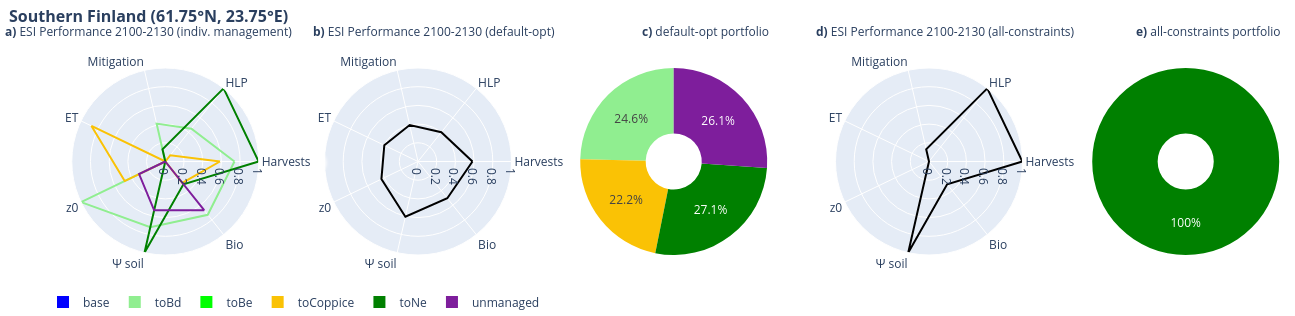 Southern Finland (61.75°N, 23.75°E)
a) ESI Performance 2100-2130 (indiv. management)
b) ESI Performance 2100-2130 (default-opt)
c) default-opt portfolio
d) ESI Performance 2100-2130 (all-constraints)
e) all-constraints portfolio
Mitigation
HLP
ET
Harvests
0
0.2
0.4
0.6
0.8
1
z0
Bio
Ψ soil
Mitigation
HLP
ET
Harvests
0
0.2
0.4
0.6
0.8
1
z0
Bio
Ψ soil
24.6%
26.1%
22.2%
27.1%
Mitigation
HLP
ET
Harvests
0
0.2
0.4
0.6
0.8
1
z0
Bio
Ψ soil
100%
base
toBd
toBe
toCoppice
toNe
unmanaged